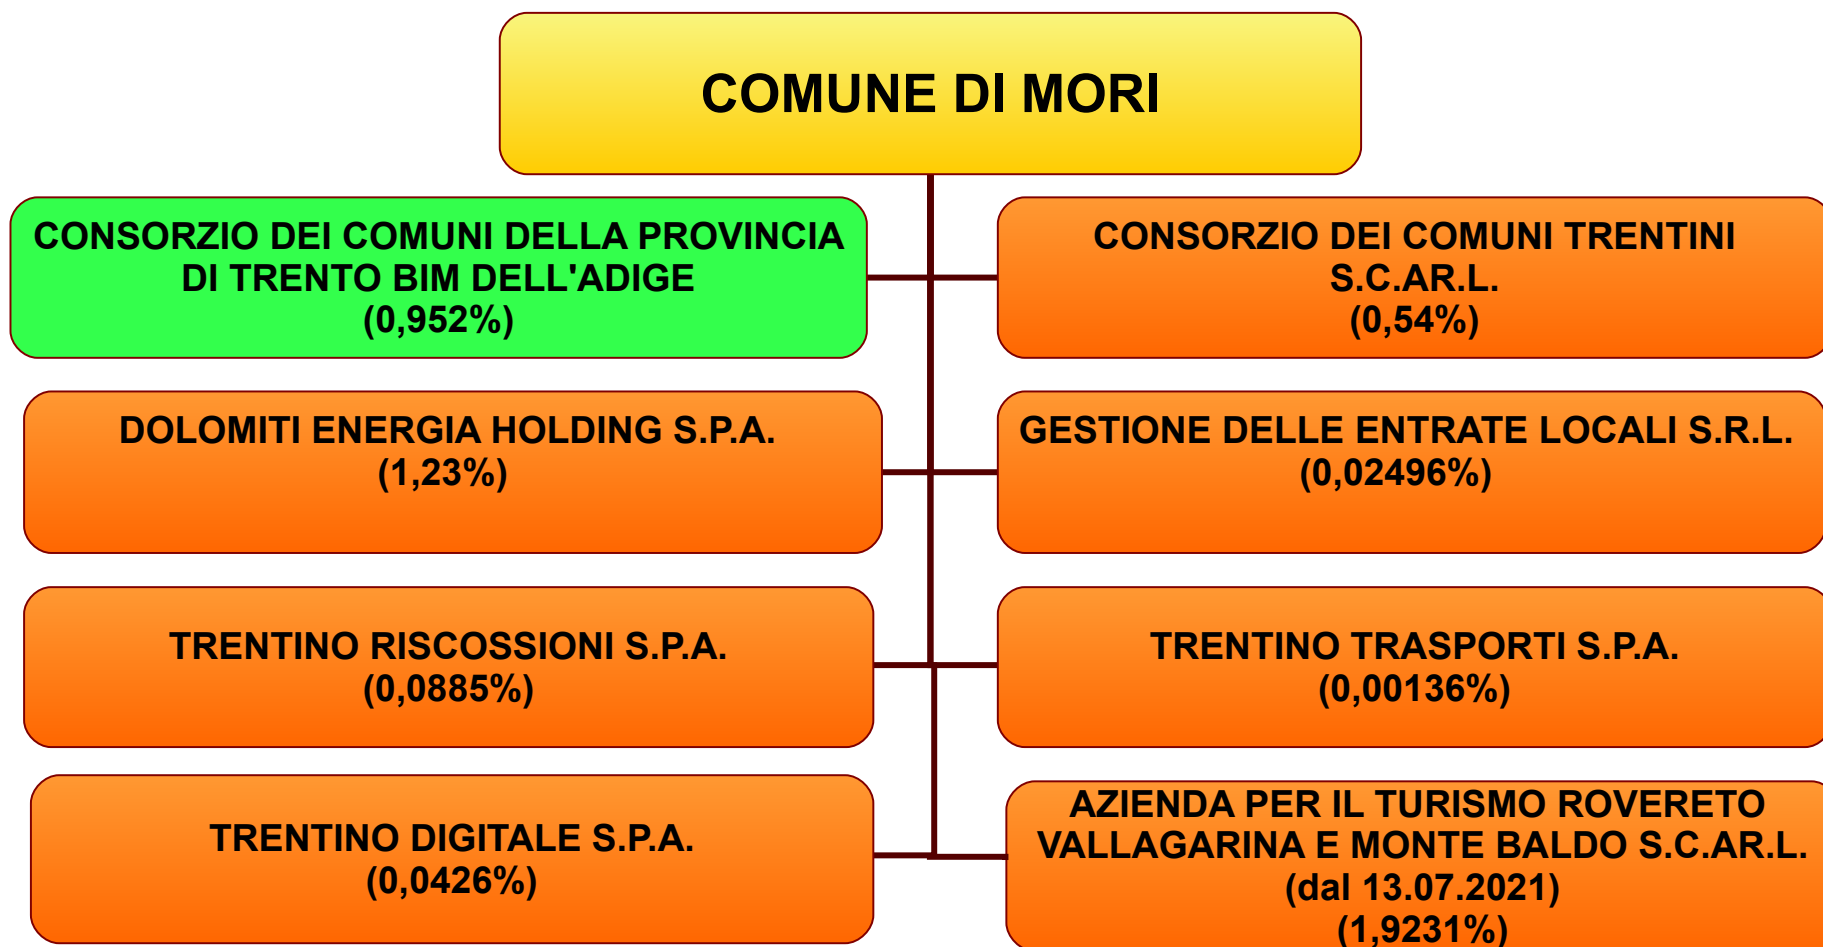 COMUNE DI MORI
CONSORZIO DEI COMUNI DELLA PROVINCIA
DI TRENTO BIM DELL'ADIGE
(0,952%)
CONSORZIO DEI COMUNI TRENTINI
S.C.AR.L.
(0,54%)
DOLOMITI ENERGIA HOLDING S.P.A.
(1,23%)
GESTIONE DELLE ENTRATE LOCALI S.R.L.
(0,02496%)
TRENTINO RISCOSSIONI S.P.A.
(0,0885%)
TRENTINO TRASPORTI S.P.A.
(0,00136%)
TRENTINO DIGITALE S.P.A.
(0,0426%)
AZIENDA PER IL TURISMO ROVERETO
VALLAGARINA E MONTE BALDO S.C.AR.L.
(dal 13.07.2021)
(1,9231%)